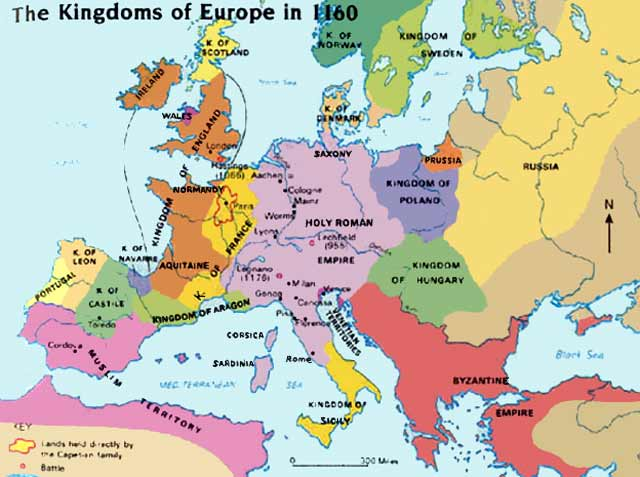 The Kingdoms of Europe in 1160
K. OF
NORWAY
KINGDOM OF
SWEDEN
K. OF
SCOTLAND
North Sea
IRELAND
WALES
ENGLAND
London
K. OF
DENMARK
Hastings
(1066)
SAXONY
PRUSSIA
RUSSIA
Aachen
Cologne
Mainz
Worms
KINGDOM OF
POLAND
NORMANDY
Paris
KINGDOM OF
HOLY ROMAN
EMPIRE
Lechfield
(955)
Lyons
K. OF FRANCE
AQUITAINE
Legnano
(1176)
Milan
Venice
Genoa
Canossa
Pisa
Florence
VENETIAN
TERRITORIES
KINGDOM
OF HUNGARY
N
K. OF
LEON
K. OF
NAVARRE
PORTUGAL
K. OF
CASTILE
Toledo
KINGDOM OF ARAGON
CORSICA
SARDINIA
Rome
Cordova
MUSLIM
TERRITORY
MEDITERRANEAN
SEA
KINGDOM OF
SICILY
Black Sea
BYZANTINE
EMPIRE
KEY
Lands held directly by
the Capetian family
Battle
0 300 Miles